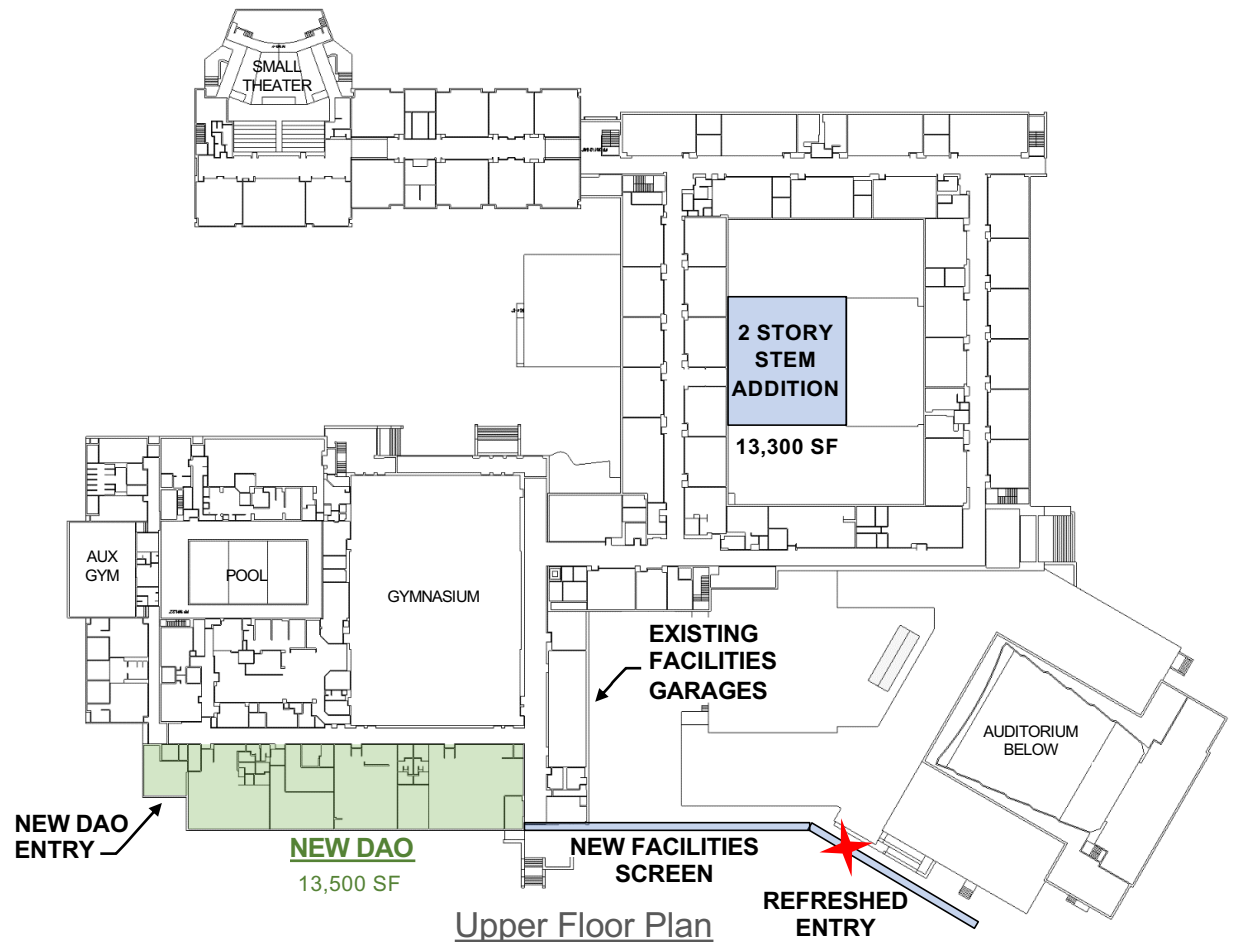 SMALL
THEATER
2 STORY
STEM
ADDITION
13,300 SF
AUX
GYM
POOL
GYMNASIUM
EXISTING
FACILITIES
GARAGES
AUDITORIUM
BELOW
NEW DAO
ENTRY
NEW DAO
13,500 SF
NEW FACILITIES
SCREEN
REFRESHED
ENTRY
Upper Floor Plan